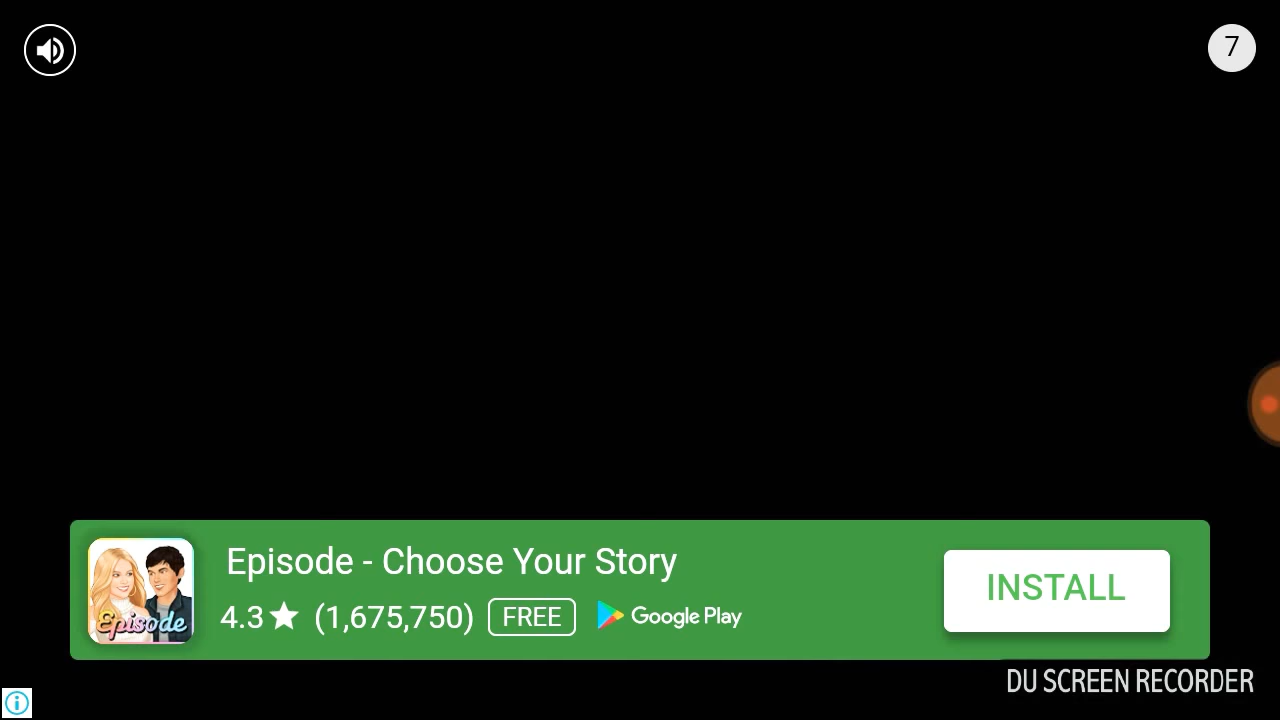 7
Episode - Choose Your Story
Episode
4.3★ (1,675,750) FREE Google Play
INSTALL
DU SCREEN RECORDER